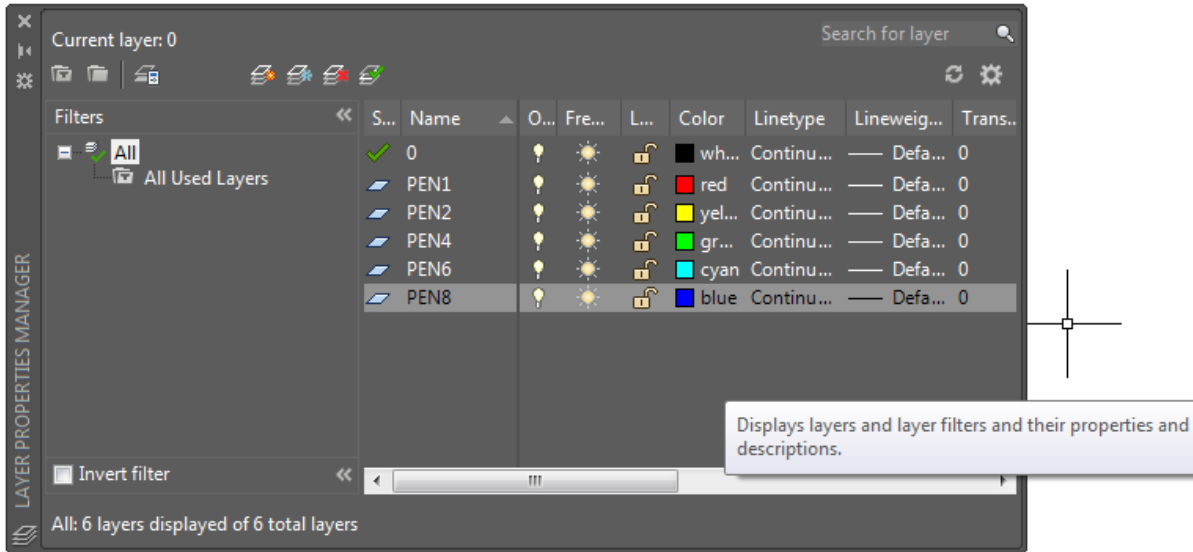 Current layer: 0
Search for layer
Filters
S... Name O... Fre... L... Color Linetype Lineweig... Trans..
All
All Used Layers
0 wh... Continu... Defa... 0
PEN1 red Continu... Defa... 0
PEN2 yel... Continu... Defa... 0
PEN4 gr... Continu... Defa... 0
PEN6 cyan Continu... Defa... 0
PEN8 blue Continu... Defa... 0
Displays layers and layer filters and their properties and
descriptions.
Invert filter
All: 6 layers displayed of 6 total layers
LAYER PROPERTIES MANAGER